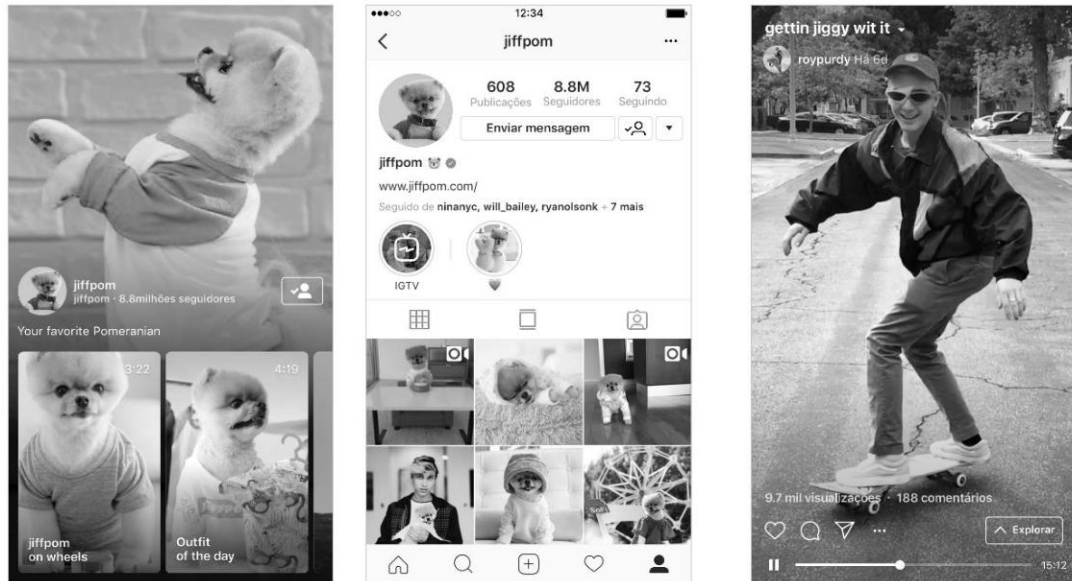 jiffpom
jiffpom · 8.8milhões seguidores
Your favorite Pomeranian
3:22
jiffpom
on wheels
4:19
Outfit
of the day
12:34
jiffpom
608
Publicações
8.8M
Seguidores
73
Seguindo
Enviar mensagem
jiffpom
www.jiffpom.com/
Seguido de ninanyc, will_bailey, ryanolsonk + 7 mais
IGTV
gettin jiggy wit it
roypurdy Há 6d
9.7 mil visualizações · 188 comentários
Explorar
15:12